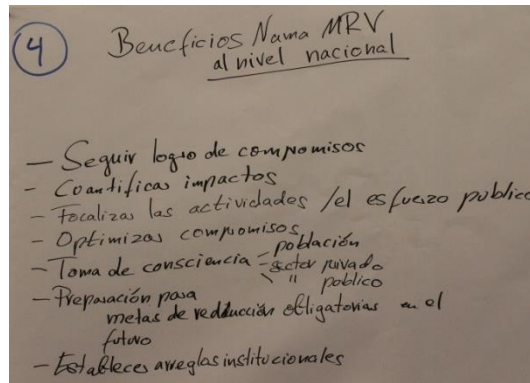 4
Beneficios Nama MRV
al nivel nacional
- Seguir logro de compromisos
- Cuantificar impactos
- Focalizar las actividades / el esfuerzo publico
- Optimizar compromisos
- Toma de consciencia - población
- sector privado
\ " publico
- Preparación para
metas de reducción obligatorias en el
futuro
- Establecer arreglos institucionales